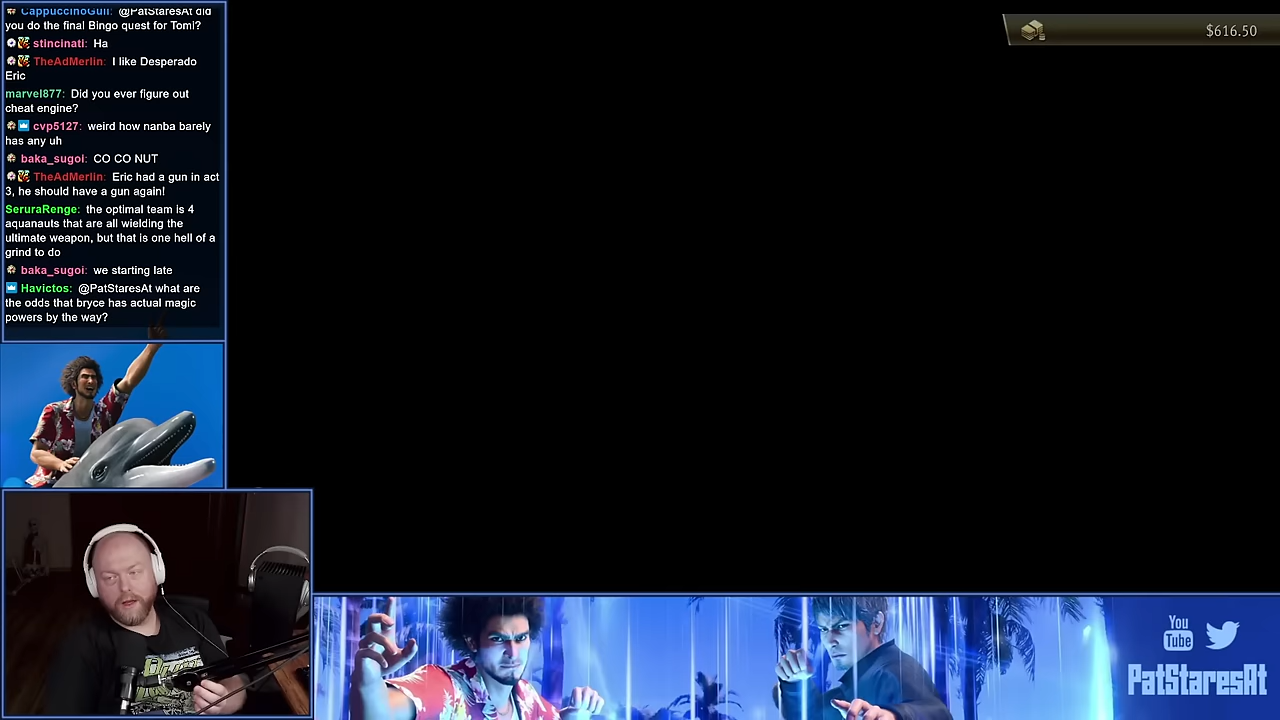 CappuccinoGull: @PatStaresAt did
you do the final Bingo quest for Tomi?
stincinati: Ha
TheAdMerlin: I like Desperado
Eric
marvel877: Did you ever figure out
cheat engine?
cvp5127: weird how nanba barely
has any uh
baka_sugoi: CO CO NUT
TheAdMerlin: Eric had a gun in act
3, he should have a gun again!
SeruraRenge: the optimal team is 4
aquanauts that are all wielding the
ultimate weapon, but that is one hell of a
grind to do
baka_sugoi: we starting late
Havictos: @PatStaresAt what are
the odds that bryce has actual magic
powers by the way?
$616.50
You
Tube
PatStaresAt